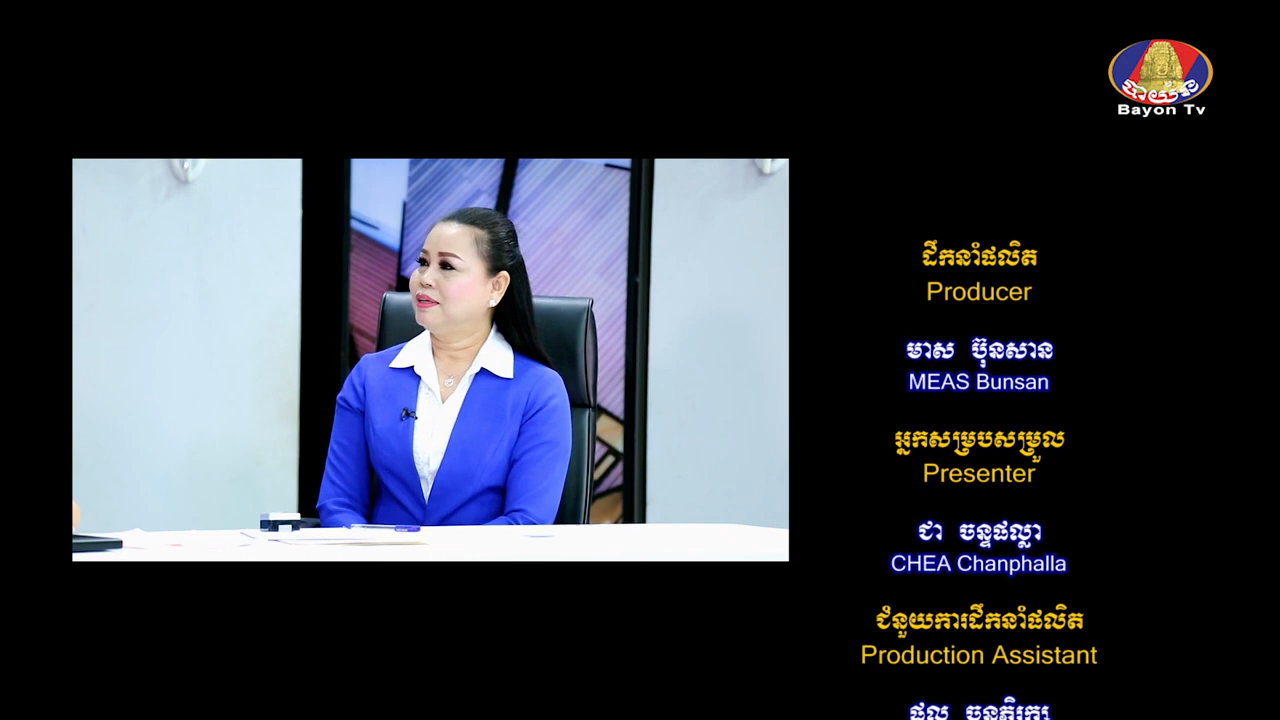 បាយ័ន
Bayon Tv
ដឹកនាំផលិត
Producer
មាស ប៊ុនសាន
MEAS Bunsan
អ្នកសម្របសម្រួល
Presenter
ជា ចន្ទផល្លា
CHEA Chanphalla
ជំនួយការដឹកនាំផលិត
Production Assistant
ផល